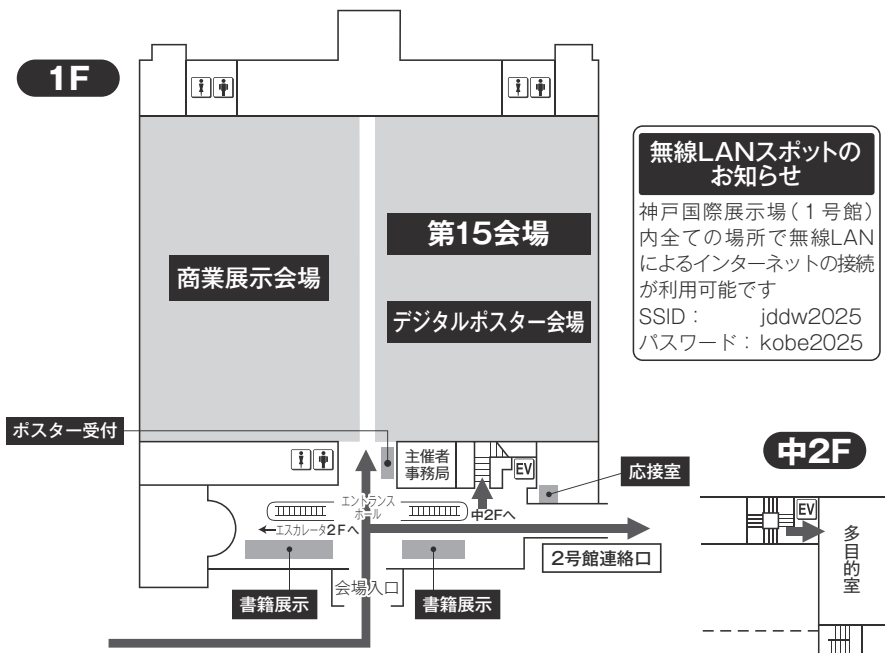 1F
無線LANスポットの
お知らせ
神戸国際展示場(1号館)
内全ての場所で無線LAN
によるインターネットの接続
が利用可能です
SSID: jddw2025
パスワード:kobe2025
第15会場
商業展示会場
デジタルポスター会場
ポスター受付
主催者
事務局
EV
応接室
中2F
エントランス
ホール
中2Fへ
←エスカレータ2Fへ
2号館連絡口
EV
多目的室
会場入口
書籍展示
書籍展示